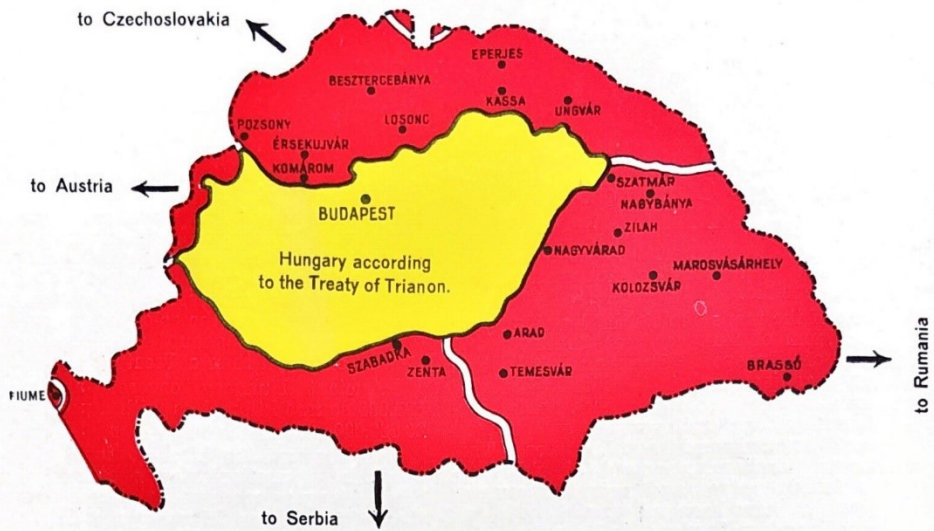 to Czechoslovakia
EPERJES
BESZTERCEBÁNYA
KASSA
UNGVÁR
LOSONC
POZSONY
ÉRSEKUJVÁR
KOMÁROM
to Austria
SZATMÁR
NAGYBÁNYA
BUDAPEST
ZILAH
NAGYVÁRAD
Hungary according
to the Treaty of Trianon.
MAROSVÁSÁRHELY
KOLOZSVÁR
ARAD
SZABADKA
ZENTA
TEMESVÁR
BRASSÓ
to Rumania
FIUME
to Serbia